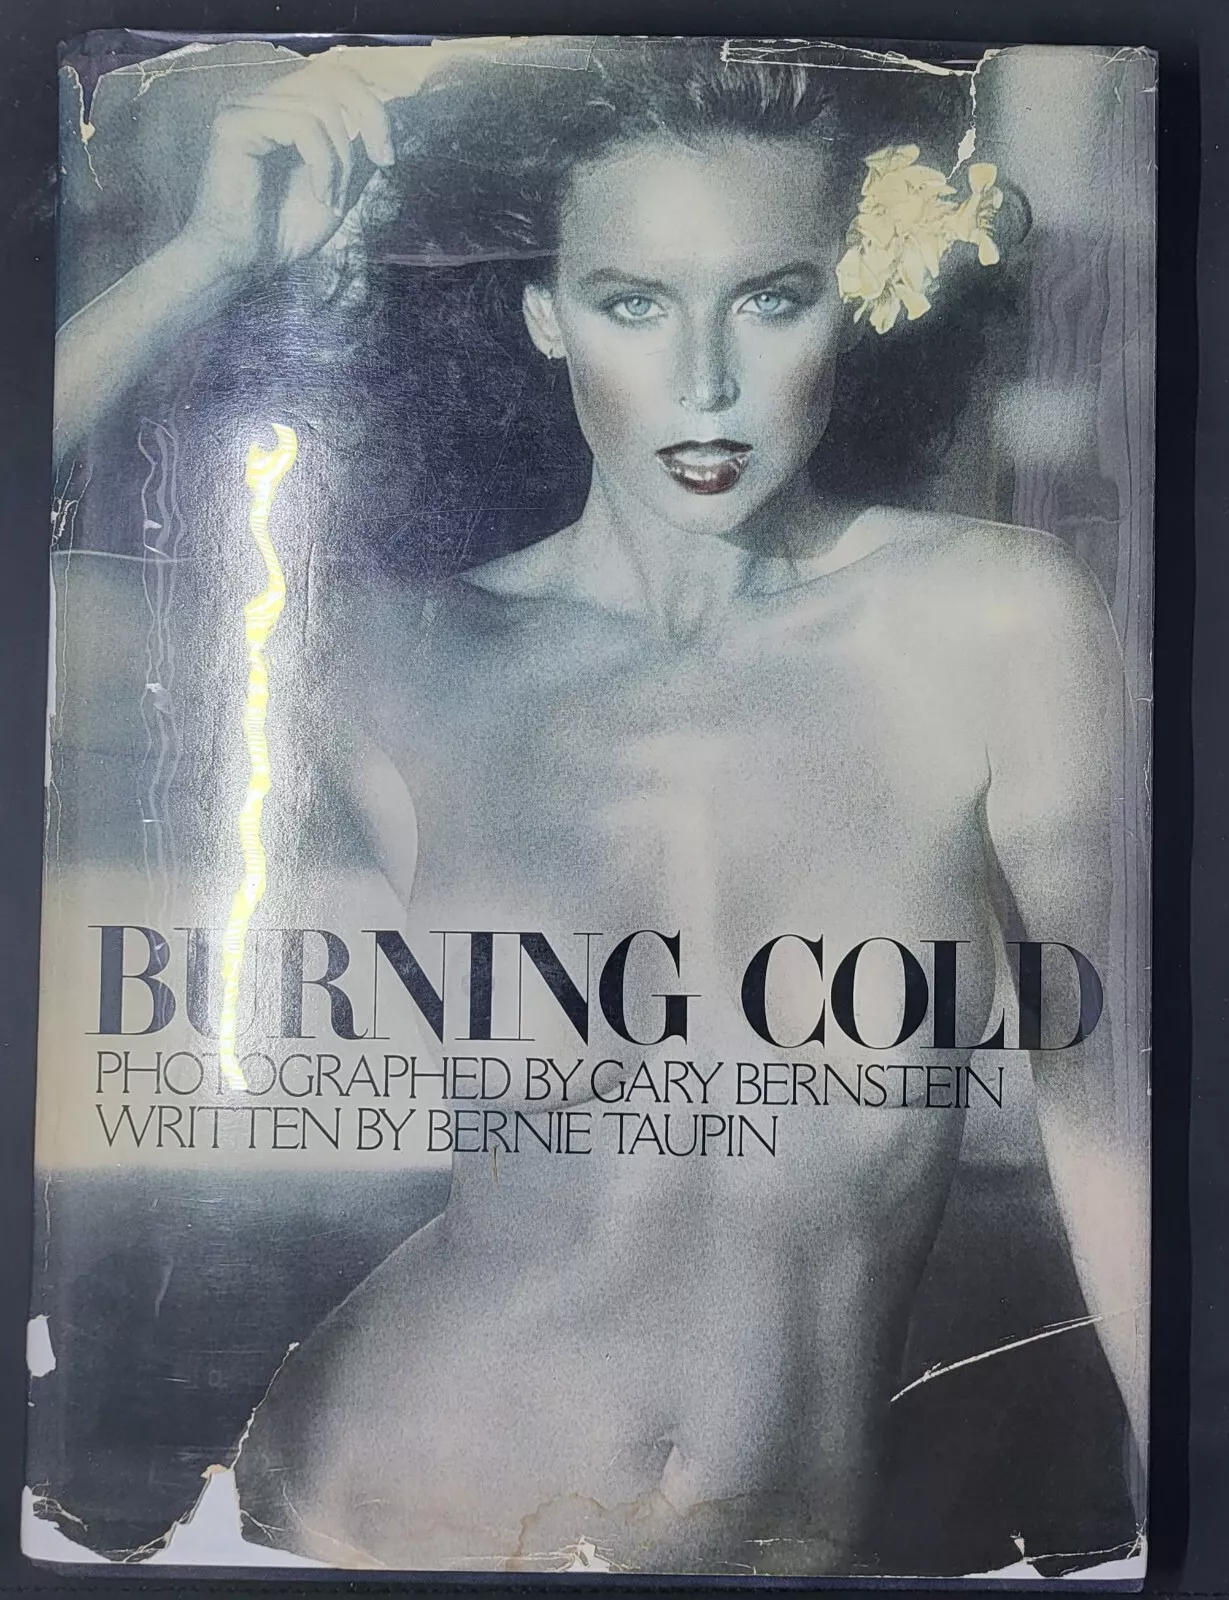 BURNING COLD
PHOTOGRAPHED BY GARY BERNSTEIN
WRITTEN BY BERNIE TAUPIN